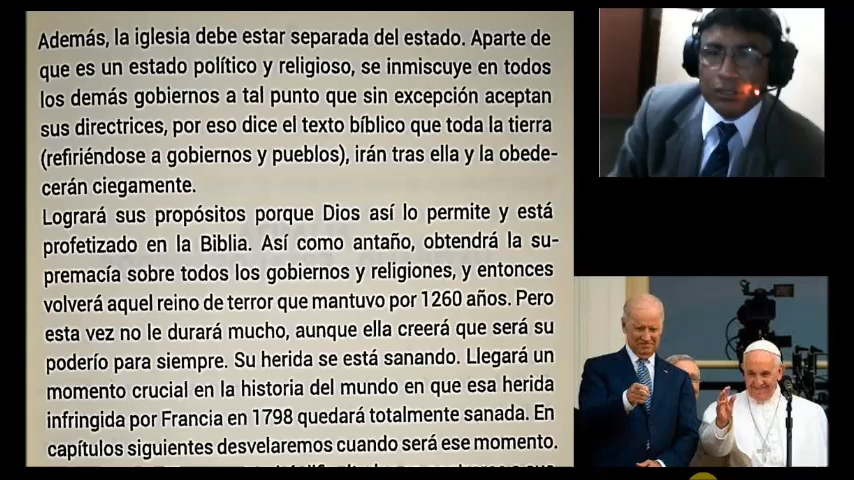 Además, la iglesia debe estar separada del estado. Aparte de
que es un estado político y religioso, se inmiscuye en todos
los demás gobiernos a tal punto que sin excepción aceptan
sus directrices, por eso dice el texto bíblico que toda la tierra
(refiriéndose a gobiernos y pueblos), irán tras ella y la obede-
cerán ciegamente.
Logrará sus propósitos porque Dios así lo permite y está
profetizado en la Biblia. Así como antaño, obtendrá la su-
premacía sobre todos los gobiernos y religiones, y entonces
volverá aquel reino de terror que mantuvo por 1260 años. Pero
esta vez no le durará mucho, aunque ella creerá que será su
poderío para siempre. Su herida se está sanando. Llegará un
momento crucial en la historia del mundo en que esa herida
infringida por Francia en 1798 quedará totalmente sanada. En
capítulos siguientes desvelaremos cuando será ese momento.